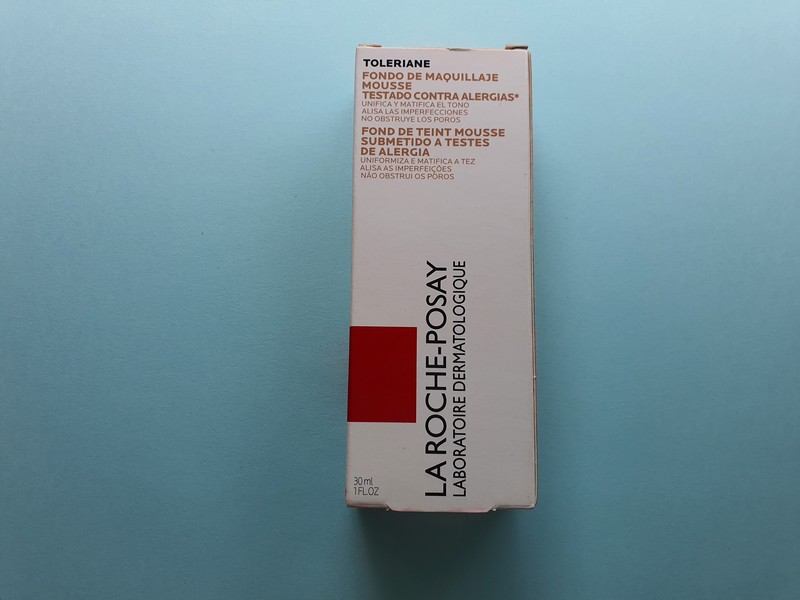 TOLERIANE
FONDO DE MAQUILLAJE
MOUSSE
TESTADO CONTRA ALERGIAS*
UNIFICA Y MATIFICA EL TONO
ALISA LAS IMPERFECCIONES
NO OBSTRUYE LOS POROS
FOND DE TEINT MOUSSE
SUBMETIDO A TESTES
DE ALERGIA
UNIFORMIZA E MATIFICA A TEZ
ALISA AS IMPERFEIÇÕES
NÃO OBSTRUI OS POROS
LA ROCHE-POSAY
LABORATOIRE DERMATOLOGIQUE
30 ml
1 FL.OZ